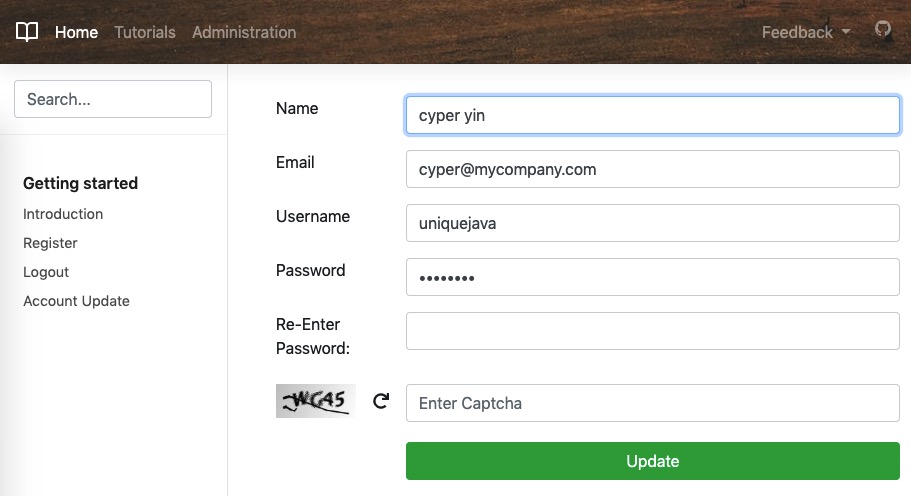 Home Tutorials Administration Feedback
Search...
Getting started
Introduction
Register
Logout
Account Update
Name cyper yin
Email cyper@mycompany.com
Username uniquejava
Password ••••••••
Re-Enter
Password:
WG45 Enter Captcha
Update